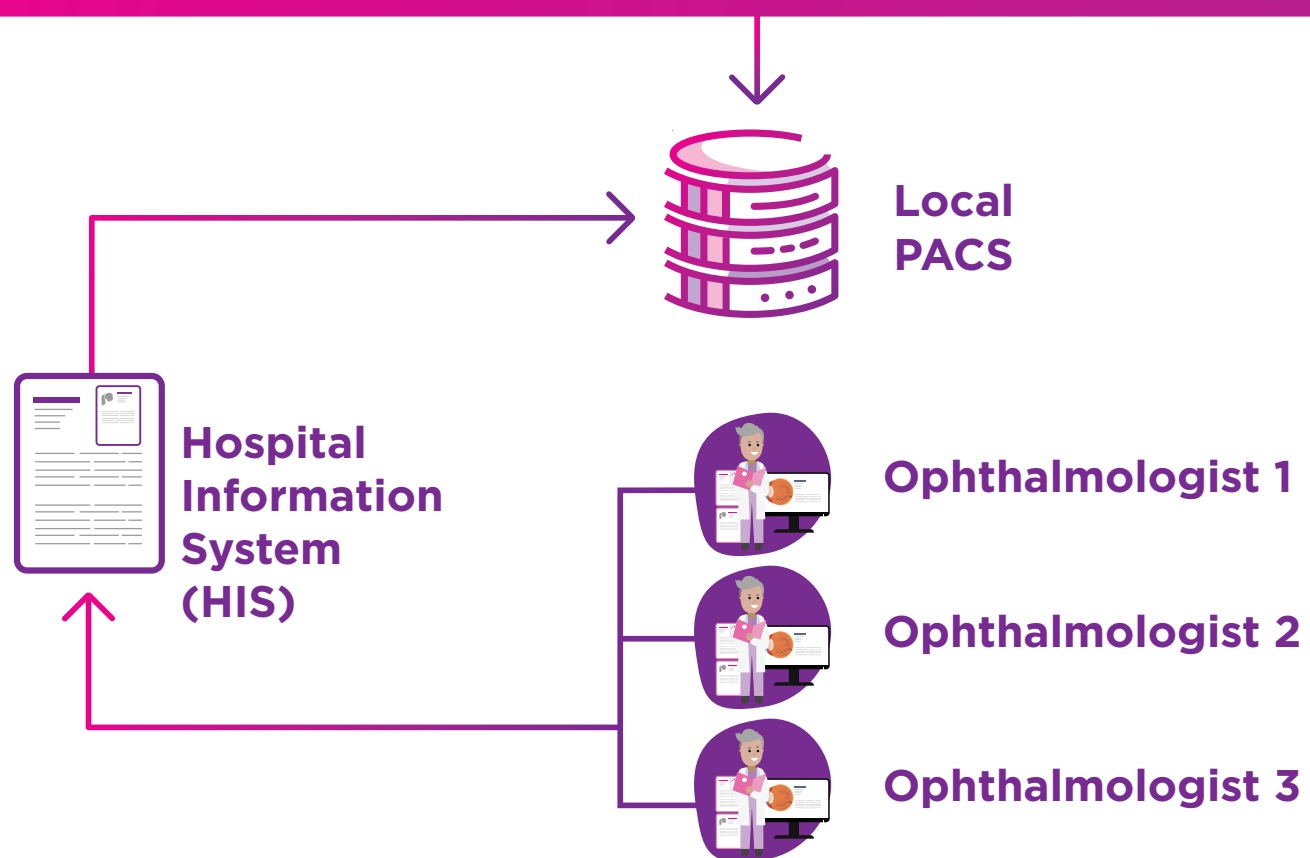 Local
PACS
Hospital
Information
System
(HIS)
Ophthalmologist 1
Ophthalmologist 2
Ophthalmologist 3